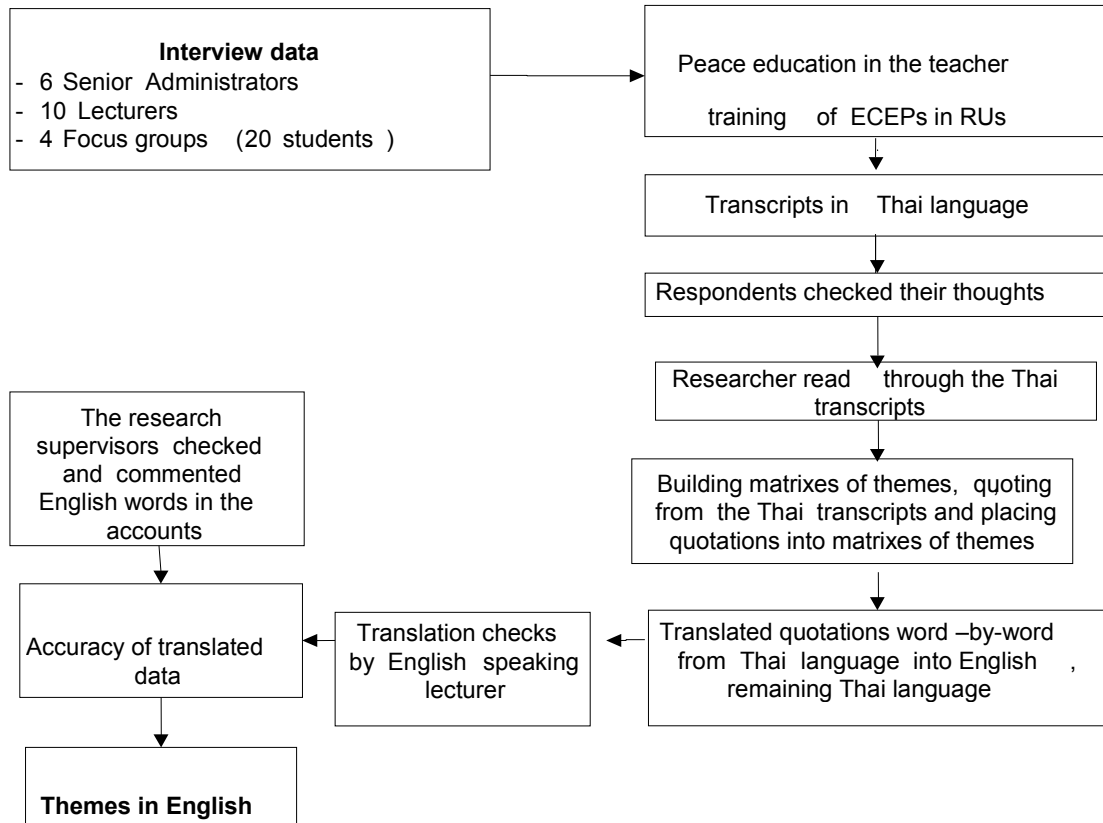 Interview data
- 6 Senior Administrators
- 10 Lecturers
- 4 Focus groups (20 students )
Peace education in the teacher
training of ECEPs in RUs
Transcripts in Thai language
Respondents checked their thoughts
Researcher read through the Thai
transcripts
Building matrixes of themes, quoting
from the Thai transcripts and placing
quotations into matrixes of themes
Translated quotations word –by-word
from Thai language into English ,
remaining Thai language
Translation checks
by English speaking
lecturer
The research
supervisors checked
and commented
English words in the
accounts
Accuracy of translated
data
Themes in English